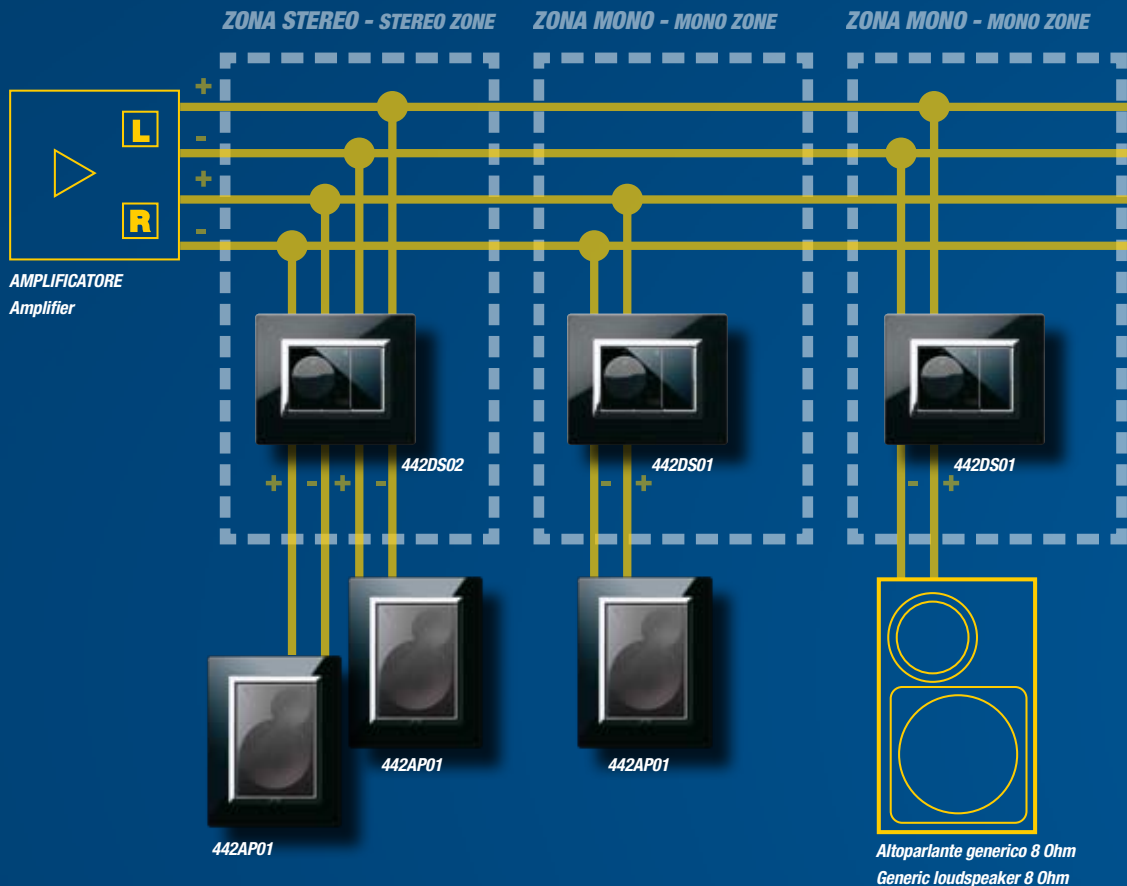 ZONA STEREO - STEREO ZONE
ZONA MONO - MONO ZONE
ZONA MONO - MONO ZONE
+
L
-
+
R
-
AMPLIFICATORE
Amplifier
442DS02
442DS01
442DS01
+ - + -
- +
- +
442AP01
442AP01
442AP01
Altoparlante generico 8 Ohm
Generic loudspeaker 8 Ohm